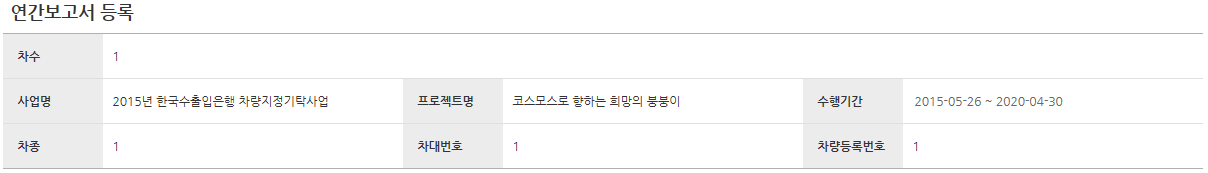 연간보고서 등록
차수 1
사업명 2015년 한국수출입은행 차량지정기탁사업 프로젝트명 코스모스로 향하는 희망의 붕붕이 수행기간 2015-05-26 ~ 2020-04-30
차종 1 차대번호 1 차량등록번호 1